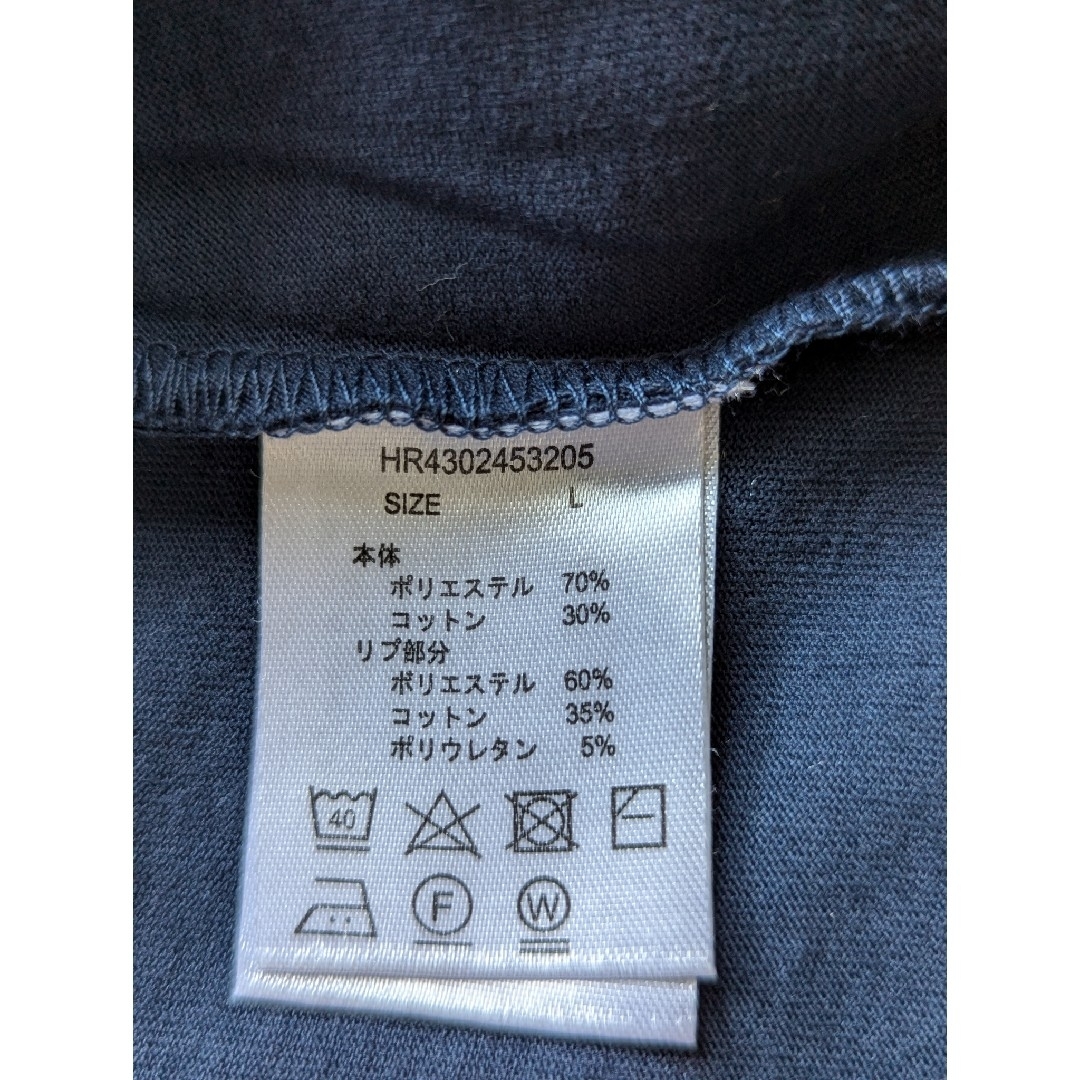 HR4302453205
SIZE L
本体
ポリエステル 70%
コットン 30%
リブ部分
ポリエステル 60%
コットン 35%
ポリウレタン 5%
40
F W